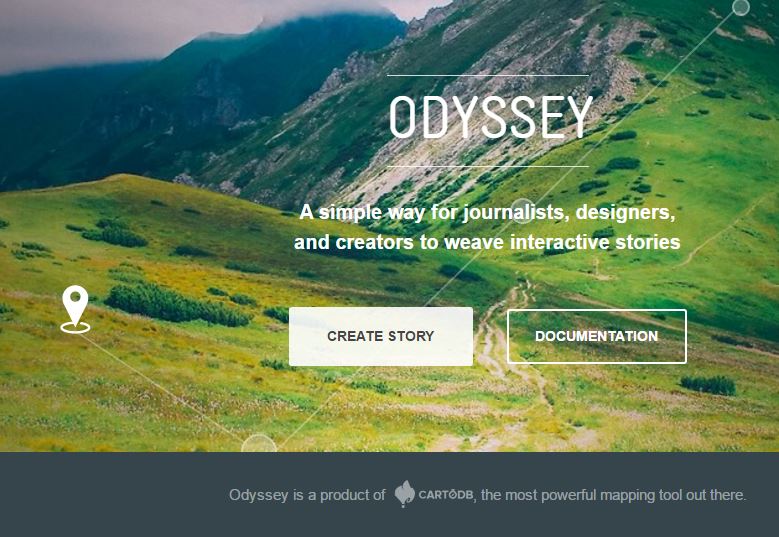 ODYSSEY
A simple way for journalists, designers,
and creators to weave interactive stories
CREATE STORY
DOCUMENTATION
Odyssey is a product of CARTODB, the most powerful mapping tool out there.